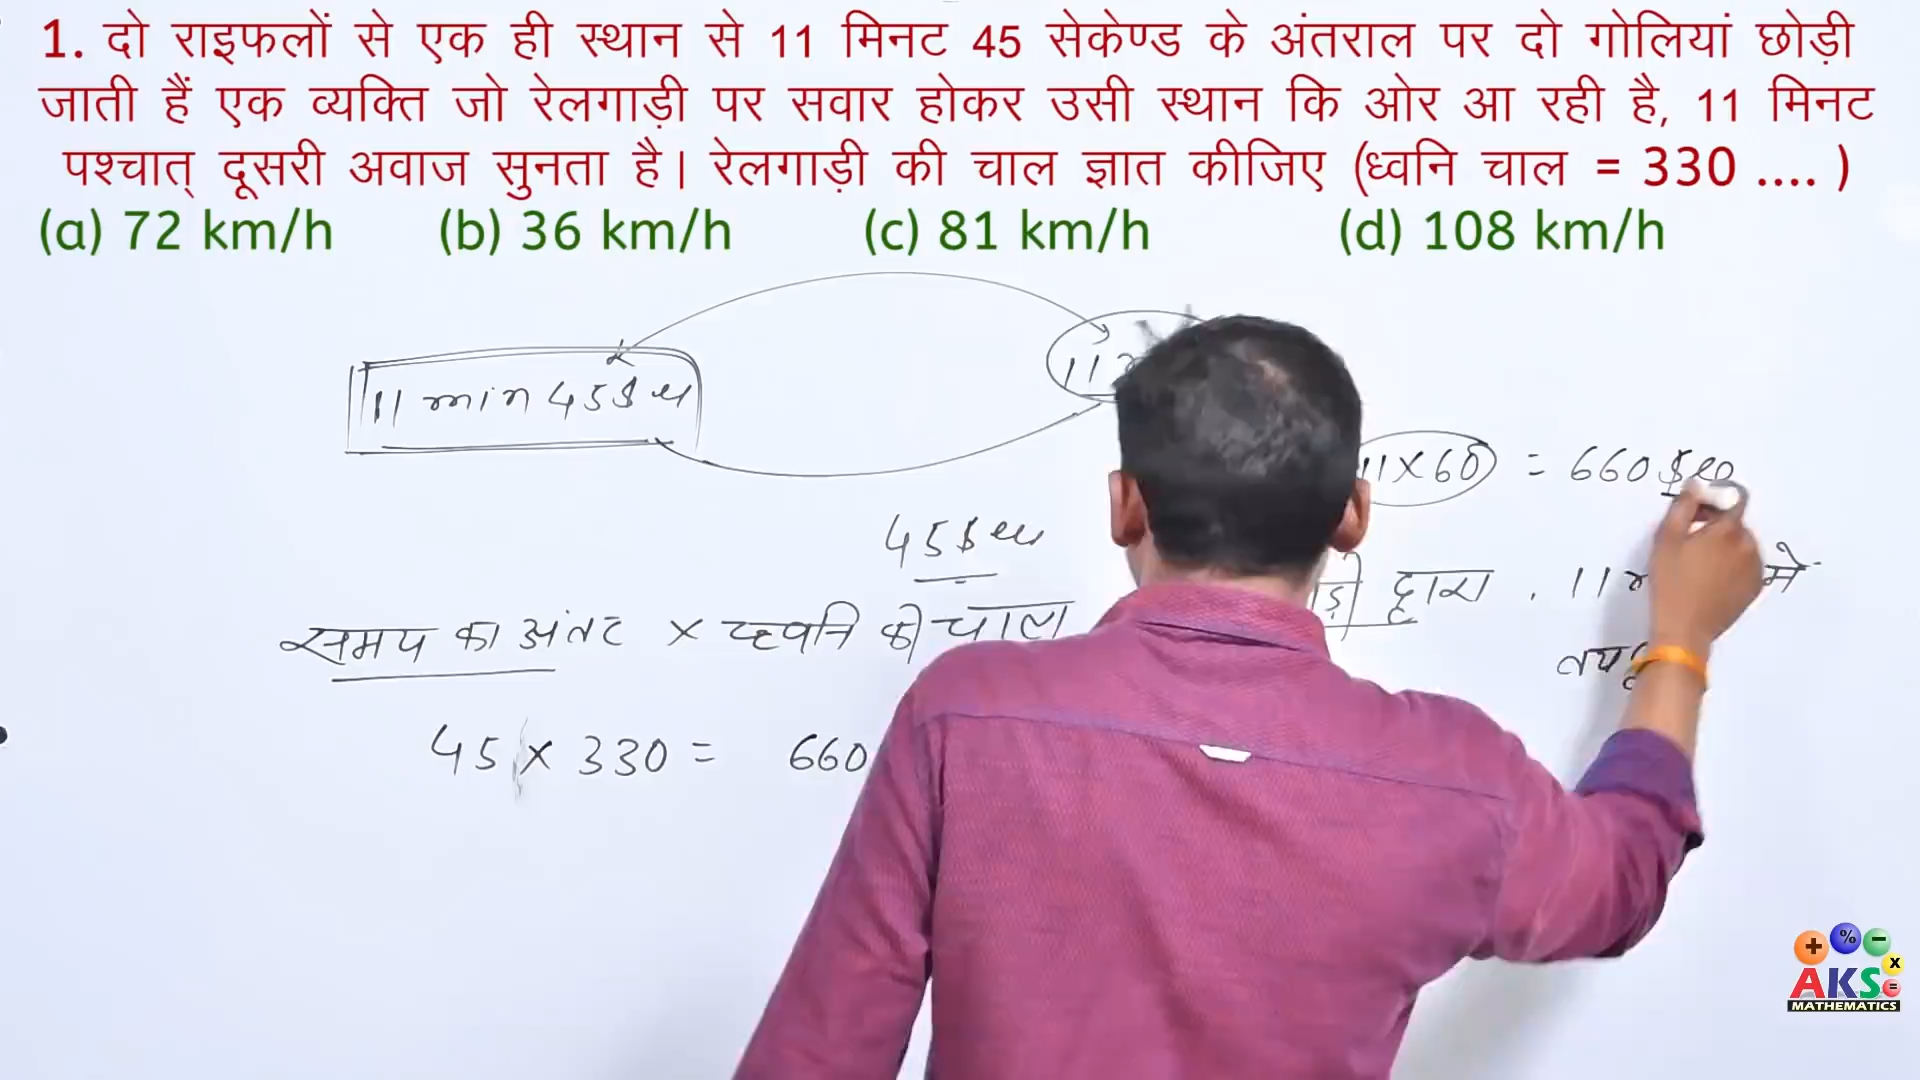 1. दो राइफलों से एक ही स्थान से 11 मिनट 45 सेकेण्ड के अंतराल पर दो गोलियां छोड़ी
जाती हैं एक व्यक्ति जो रेलगाड़ी पर सवार होकर उसी स्थान कि ओर आ रही है, 11 मिनट
पश्चात् दूसरी अवाज सुनता है। रेलगाड़ी की चाल ज्ञात कीजिए (ध्वनि चाल = 330 .... )
(a) 72 km/h (b) 36 km/h (c) 81 km/h (d) 108 km/h
11 min 45 Sec 11
11 x 60 = 660 Sec
45 Sec
द्वारा . 11 में
समय का अंतर x ध्वनि की चाल
45 x 330 = 660
+ % - x =
AKS
MATHEMATICS